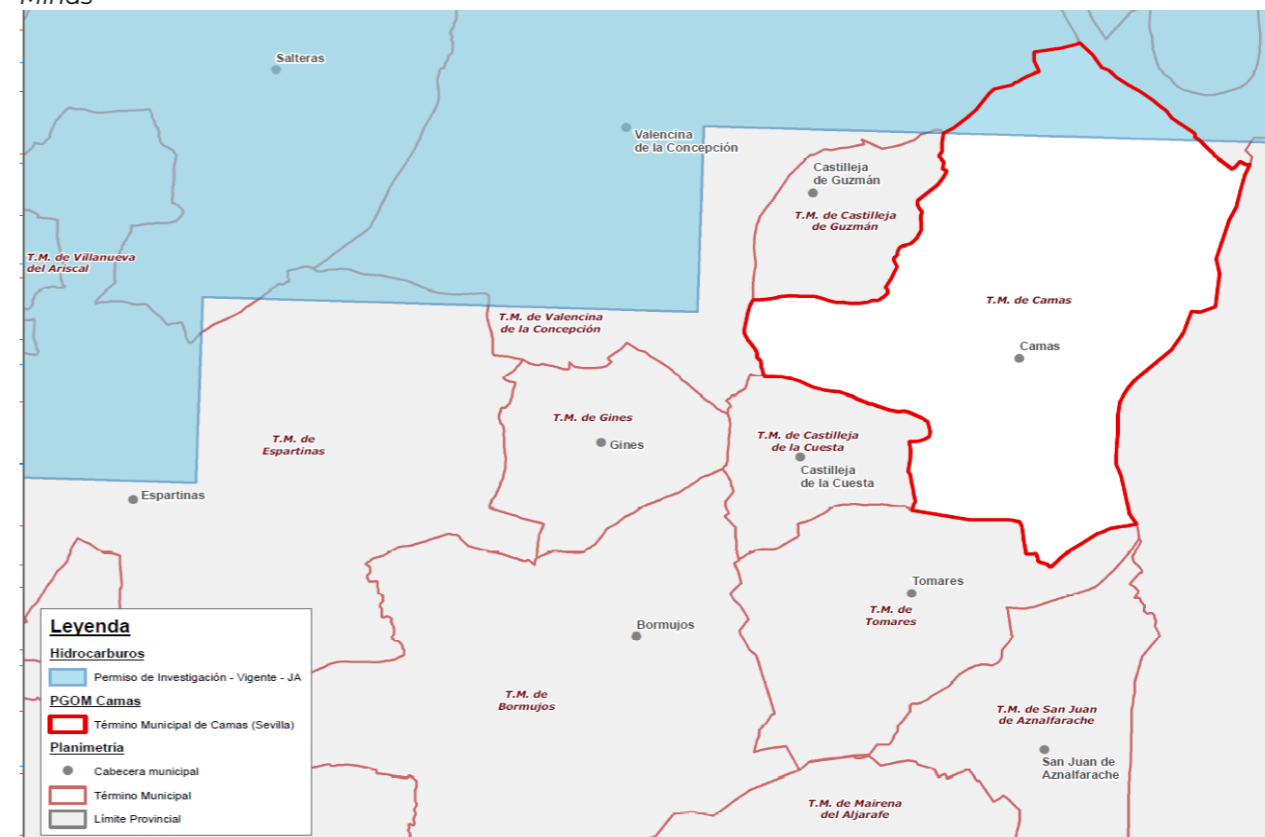 Minas
Salteras
Valencina
de la Concepción
Castilleja
de Guzmán
T.M. de Castilleja
de Guzmán
T.M. de Villanueva
del Ariscal
T.M. de Camas
Camas
T.M. de Valencina
de la Concepción
T.M. de Gines
Gines
T.M. de Castilleja
de la Cuesta
Castilleja
de la Cuesta
T.M. de
Espartinas
Espartinas
Tomares
T.M. de
Tomares
Bormujos
T.M. de
Bormujos
T.M. de San Juan
de Aznalfarache
San Juan de
Aznalfarache
T.M. de Mairena
del Aljarafe
Leyenda
Hidrocarburos
Permiso de Investigación - Vigente - JA
PGOM Camas
Término Municipal de Camas (Sevilla)
Planimetria
Cabecera municipal
Término Municipal
Límite Provincial